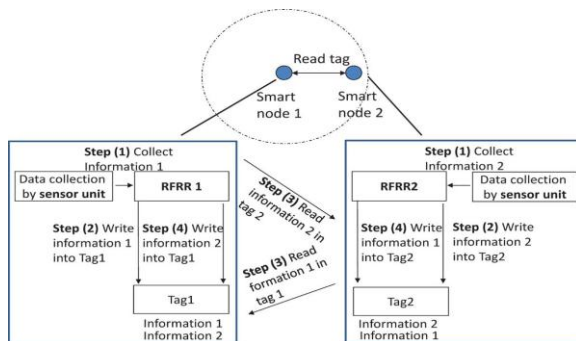 Read tag
Smart
node 1
Smart
node 2
Step (1) Collect
Information 1
Data collection
by sensor unit
RFRR 1
Step (2) Write
information 1
into Tag1
Step (4) Write
information 2
into Tag1
Tag1
Information 1
Information 2
Step (3) Read
information 2 in
tag 2
Step (3) Read
formation 1 in
tag 1
Step (1) Collect
Information 2
RFRR2
Data collection
by sensor unit
Step (4) Write
information 1
into Tag2
Step (2) Write
information 2
into Tag2
Tag2
Information 2
Information 1